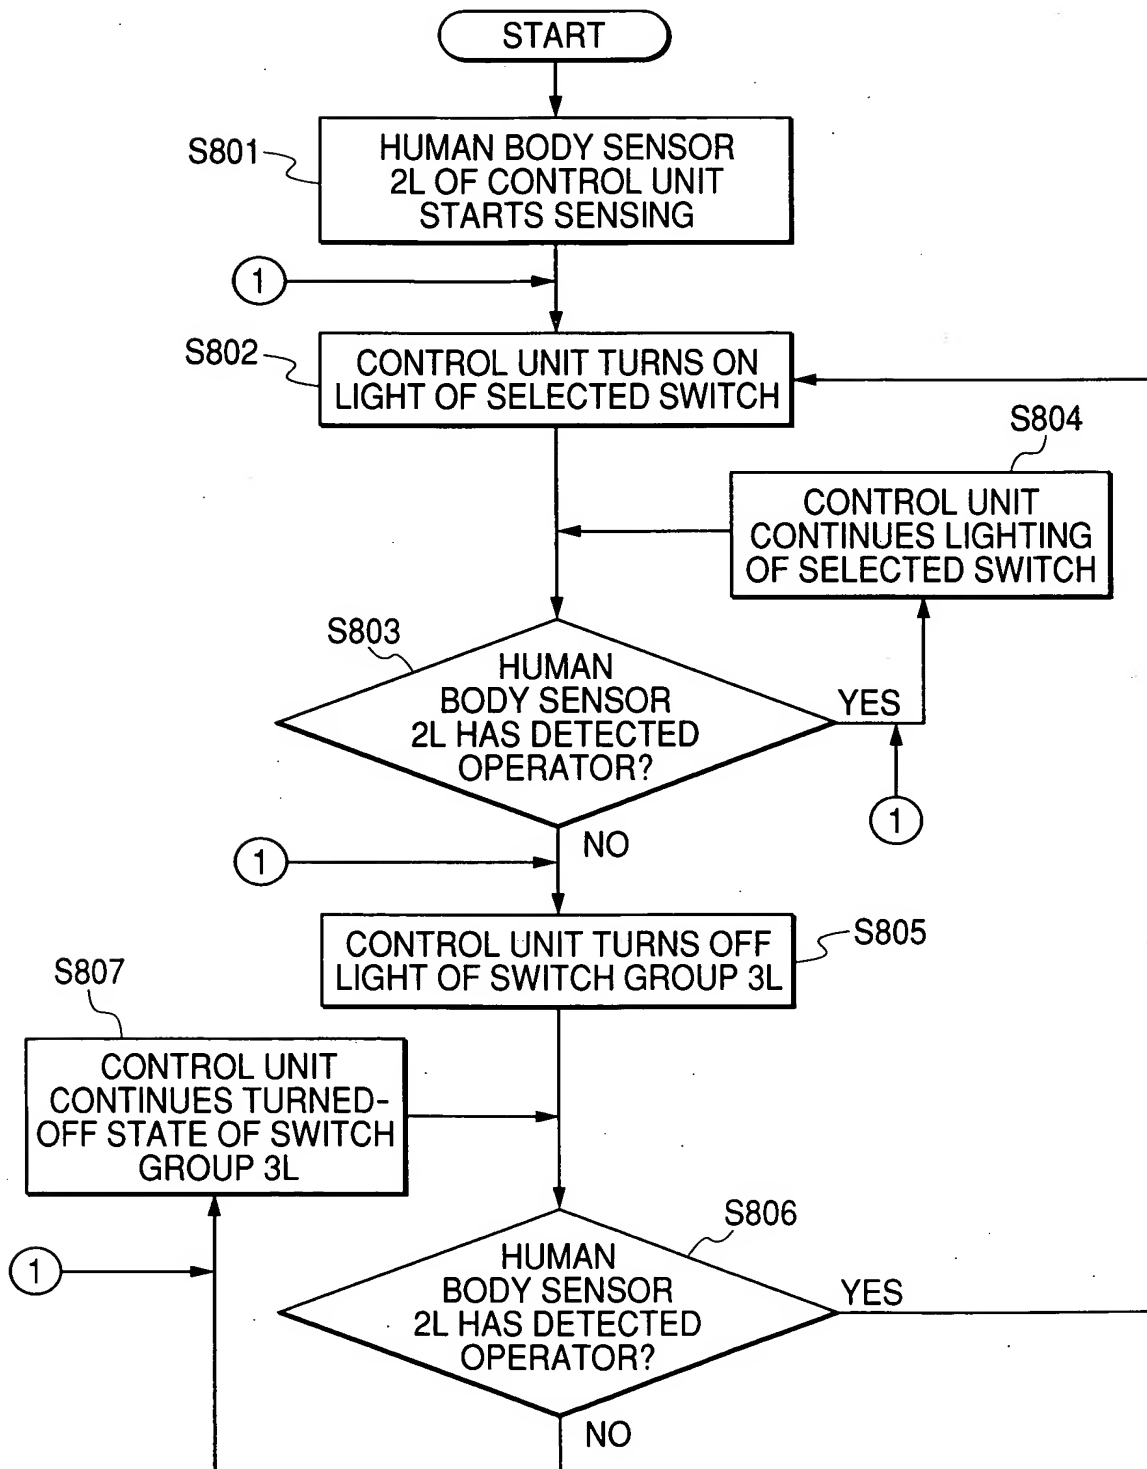 START
S801
HUMAN BODY SENSOR
2L OF CONTROL UNIT
STARTS SENSING
1
S802
CONTROL UNIT TURNS ON
LIGHT OF SELECTED SWITCH
S804
CONTROL UNIT
CONTINUES LIGHTING
OF SELECTED SWITCH
S803
HUMAN
BODY SENSOR
2L HAS DETECTED
OPERATOR?
YES
1
NO
1
CONTROL UNIT TURNS OFF
LIGHT OF SWITCH GROUP 3L
S805
S807
CONTROL UNIT
CONTINUES TURNED-
OFF STATE OF SWITCH
GROUP 3L
S806
HUMAN
BODY SENSOR
2L HAS DETECTED
OPERATOR?
1
YES
NO